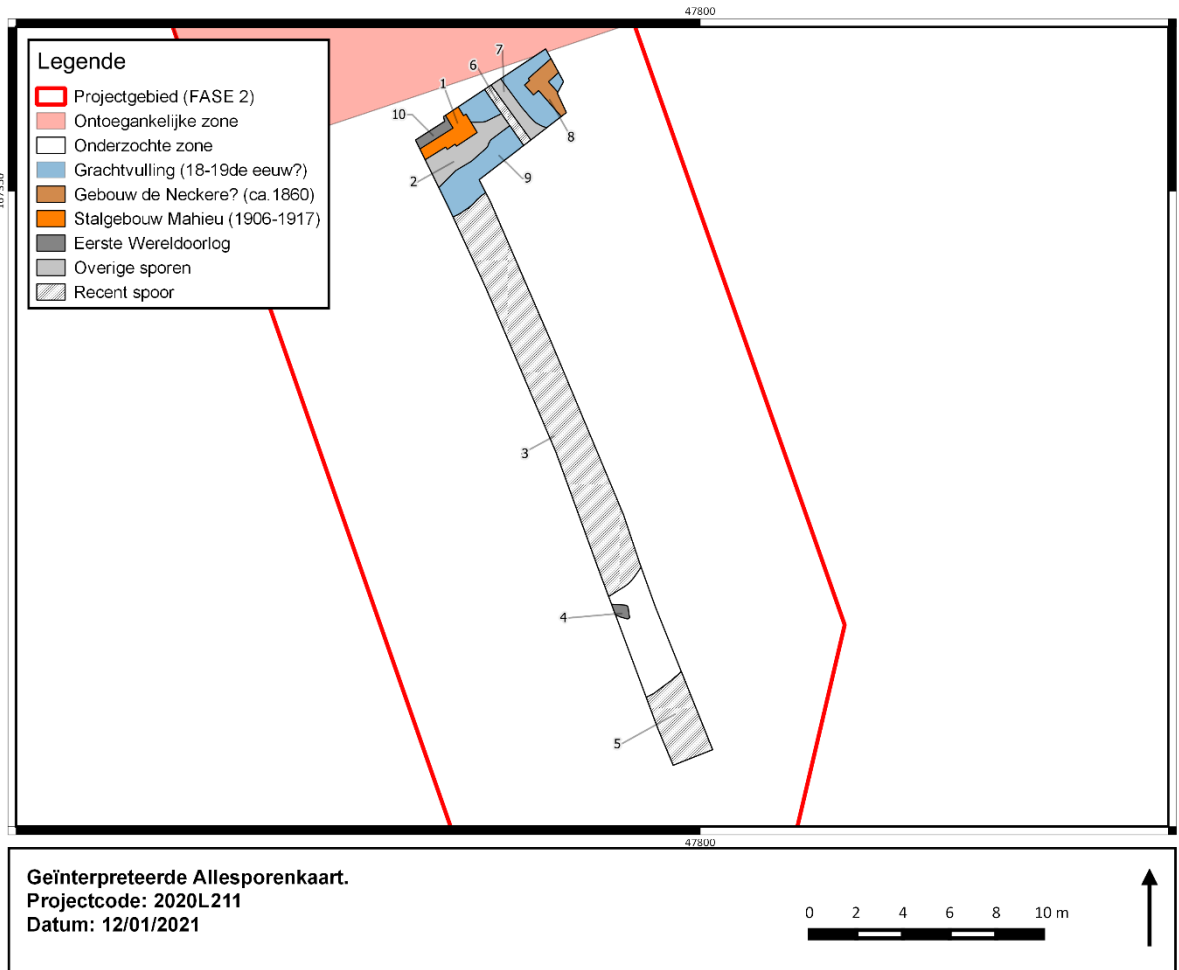 47800
Legende
Projectgebied (FASE 2)
Ontoegankelijke zone
Onderzochte zone
Grachtvulling (18-19de eeuw?)
Gebouw de Neckere? (ca.1860)
Stalgebouw Mahieu (1906-1917)
Eerste Wereldoorlog
Overige sporen
Recent spoor
7
6
1
10
8
2
9
3
4
5
47800
Geïnterpreteerde Allesporenkaart.
Projectcode: 2020L211
Datum: 12/01/2021
0 2 4 6 8 10 m